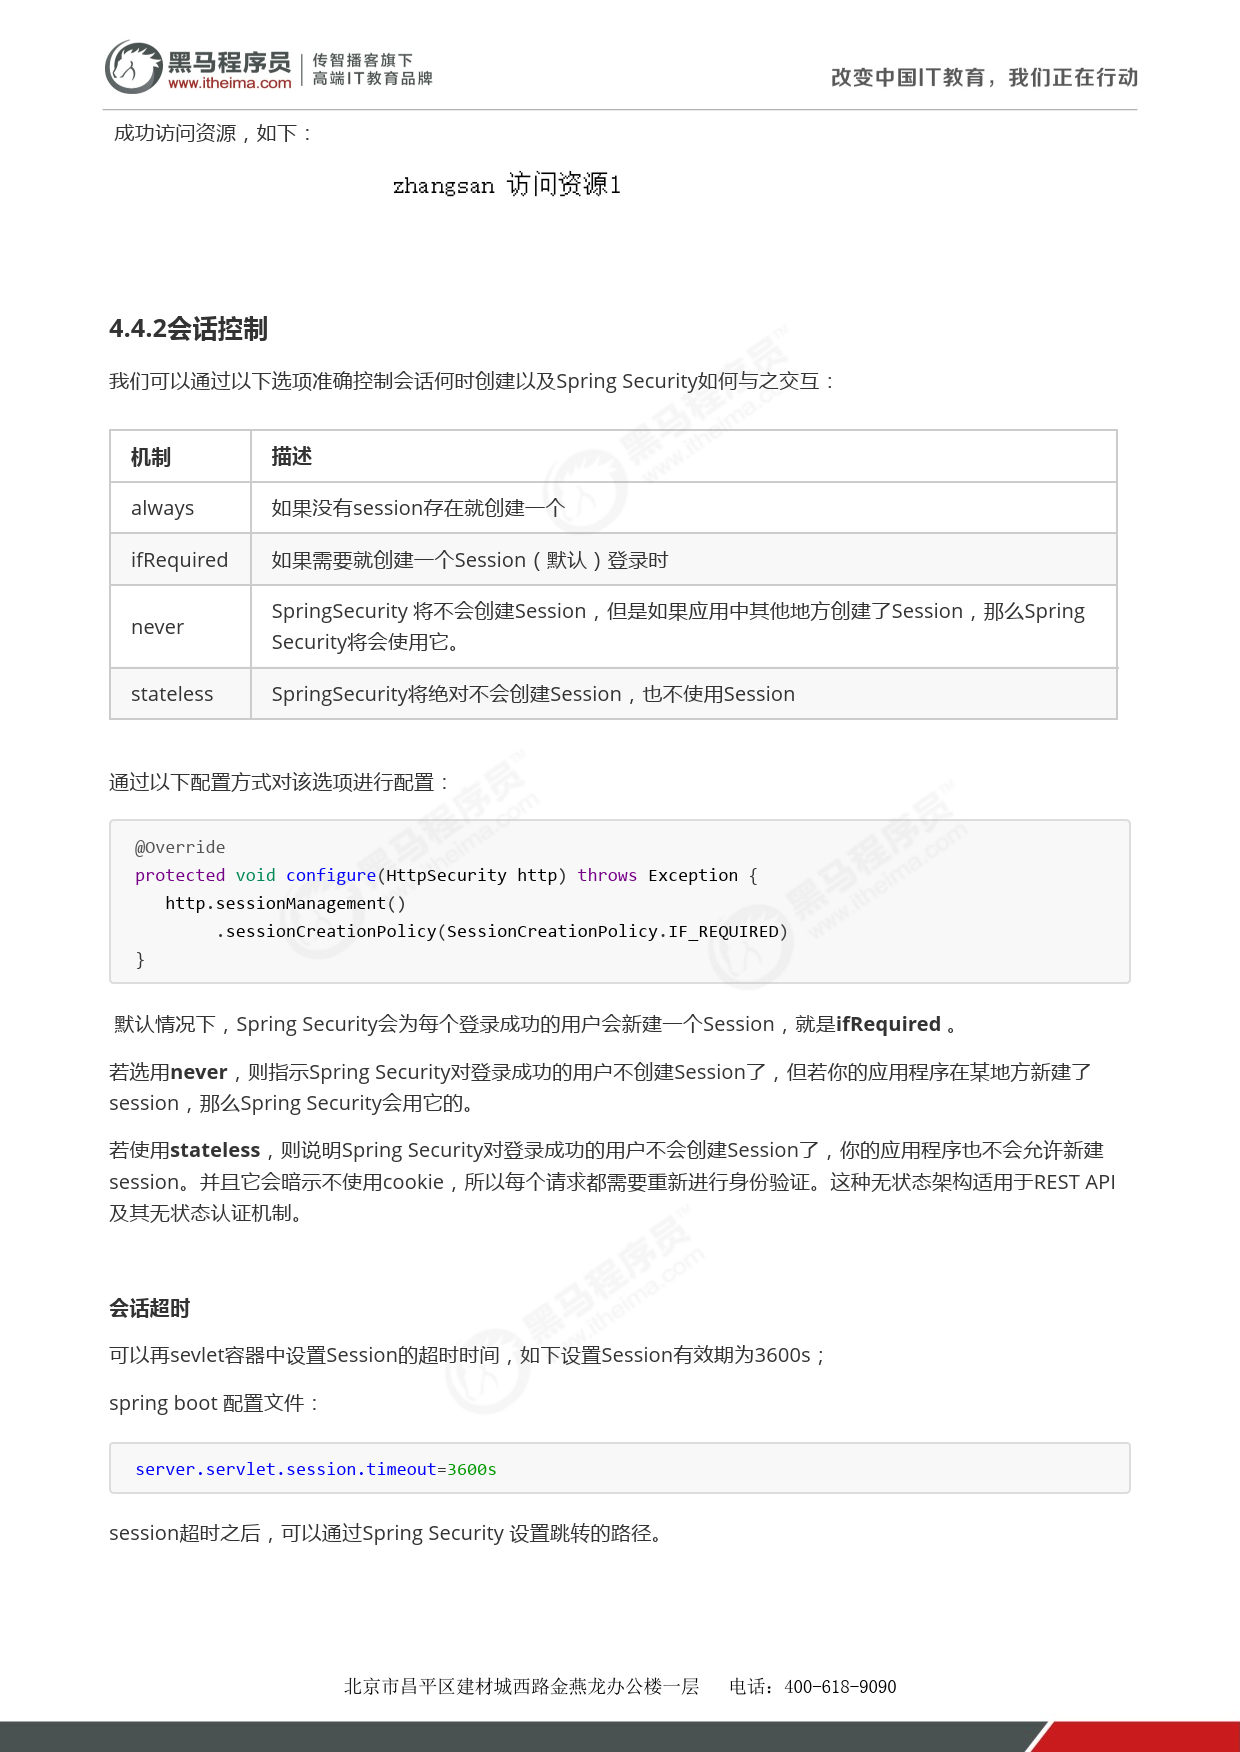 黑马程序员
www.itheima.com
传智播客旗下
高端IT教育品牌
改变中国IT教育，我们正在行动
成功访问资源，如下：
zhangsan 访问资源1
4.4.2会话控制
我们可以通过以下选项准确控制会话何时创建以及Spring Security如何与之交互：
机制 描述
always 如果没有session存在就创建一个
ifRequired 如果需要就创建一个Session（默认）登录时
never SpringSecurity 将不会创建Session，但是如果应用中其他地方创建了Session，那么Spring
Security将会使用它。
stateless SpringSecurity将绝对不会创建Session，也不使用Session
通过以下配置方式对该选项进行配置：
@Override
protected void configure(HttpSecurity http) throws Exception {
http.sessionManagement()
.sessionCreationPolicy(SessionCreationPolicy.IF_REQUIRED)
}
默认情况下，Spring Security会为每个登录成功的用户会新建一个Session，就是ifRequired 。
若选用never，则指示Spring Security对登录成功的用户不创建Session了，但若你的应用程序在某地方新建了
session，那么Spring Security会用它的。
若使用stateless，则说明Spring Security对登录成功的用户不会创建Session了，你的应用程序也不会允许新建
session。并且它会暗示不使用cookie，所以每个请求都需要重新进行身份验证。这种无状态架构适用于REST API
及其无状态认证机制。
会话超时
可以再sevlet容器中设置Session的超时时间，如下设置Session有效期为3600s；
spring boot 配置文件：
server.servlet.session.timeout=3600s
session超时之后，可以通过Spring Security 设置跳转的路径。
北京市昌平区建材城西路金燕龙办公楼一层 电话：400-618-9090